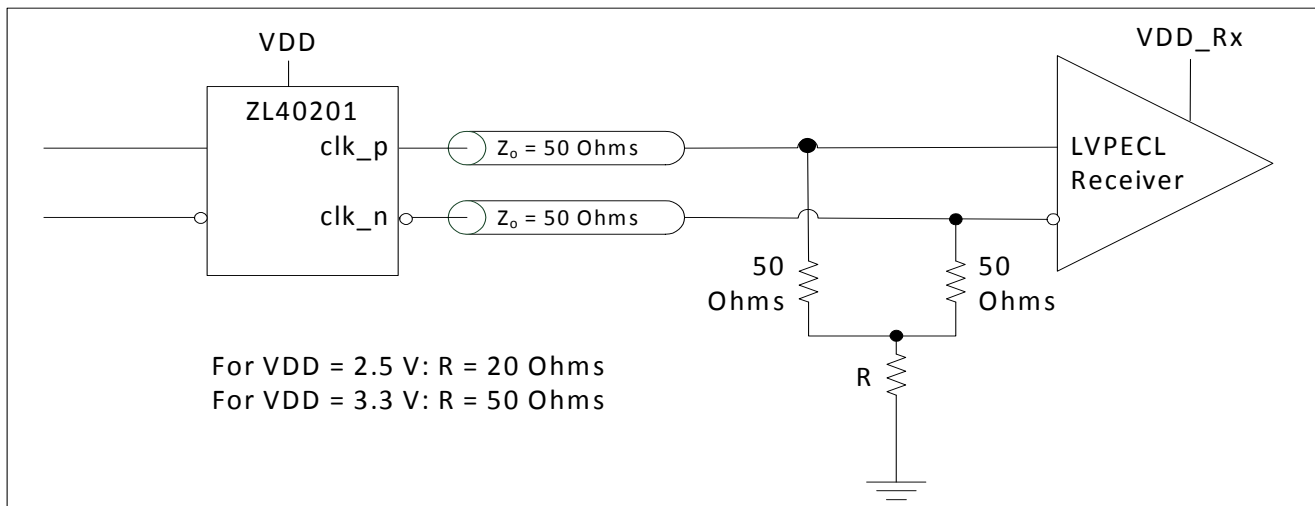 VDD
VDD_Rx
ZL40201
clk_p
Zo = 50 Ohms
LVPECL
Receiver
clk_n
Zo = 50 Ohms
50
Ohms
50
Ohms
For VDD = 2.5 V: R = 20 Ohms
R
For VDD = 3.3 V: R = 50 Ohms